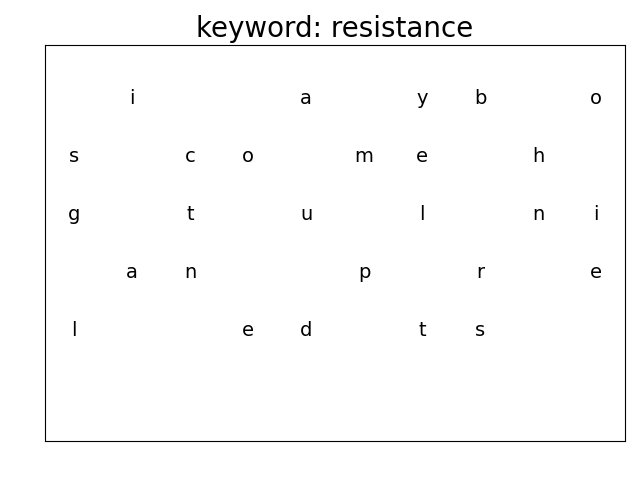 keyword: resistance
i a y b o
s c o m e h
g t u l n i
a n p r e
l e d t s